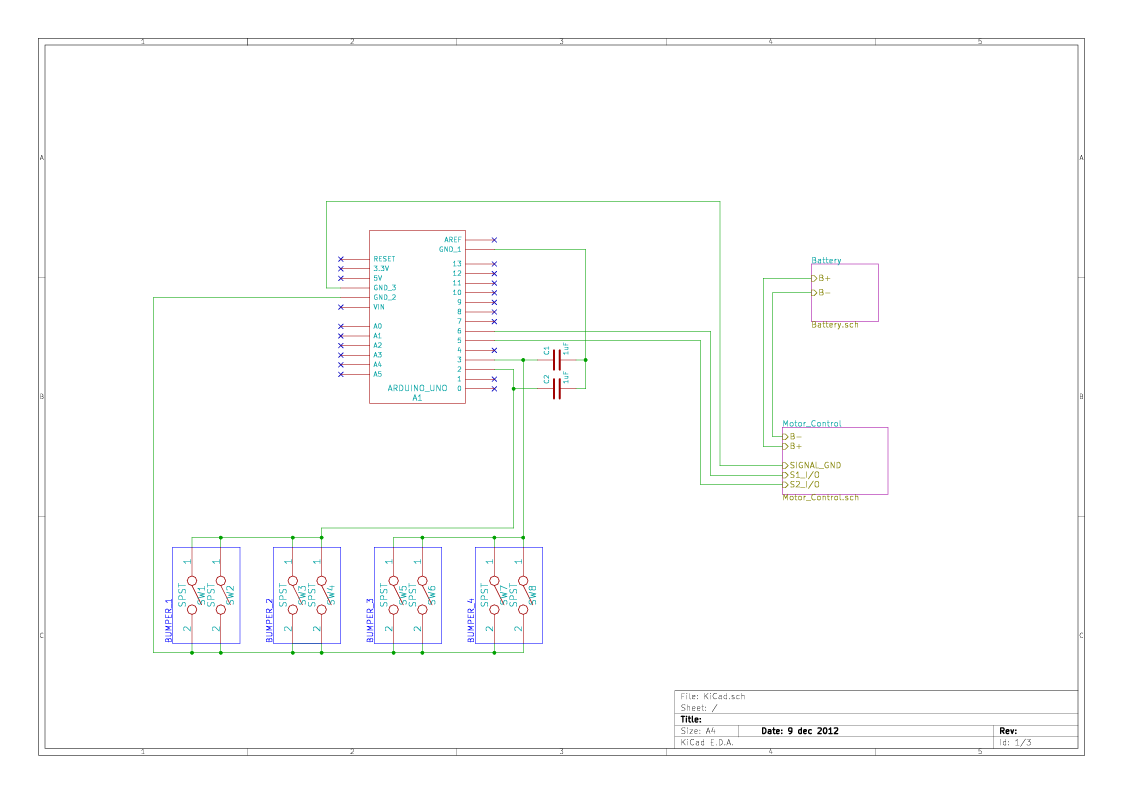 1 2 3 4 5
A A
AREF
GND_1
RESET
3.3V
5V
GND_3
GND_2
VIN
A0
A1
A2
A3
A4
A5
13
12
11
10
9
8
7
6
5
4
3
2
1
0
ARDUINO_UNO
A1
C1
1uF
C2
1uF
Battery
B+
B-
Battery.sch
B B
Motor_Control
B-
B+
SIGNAL_GND
S1_I/O
S2_I/O
Motor_Control.sch
BUMPER_1
1 1
SPST SW1 SPST SW2
2 2
BUMPER_2
1 1
SPST SW3 SPST SW4
2 2
BUMPER_3
1 1
SPST SW5 SPST SW6
2 2
BUMPER_4
1 1
SPST SW7 SPST SW8
2 2
C C
File: KiCad.sch
Sheet: /
Title:
Size: A4 Date: 9 dec 2012 Rev:
KiCad E.D.A. Id: 1/3
1 2 3 4 5